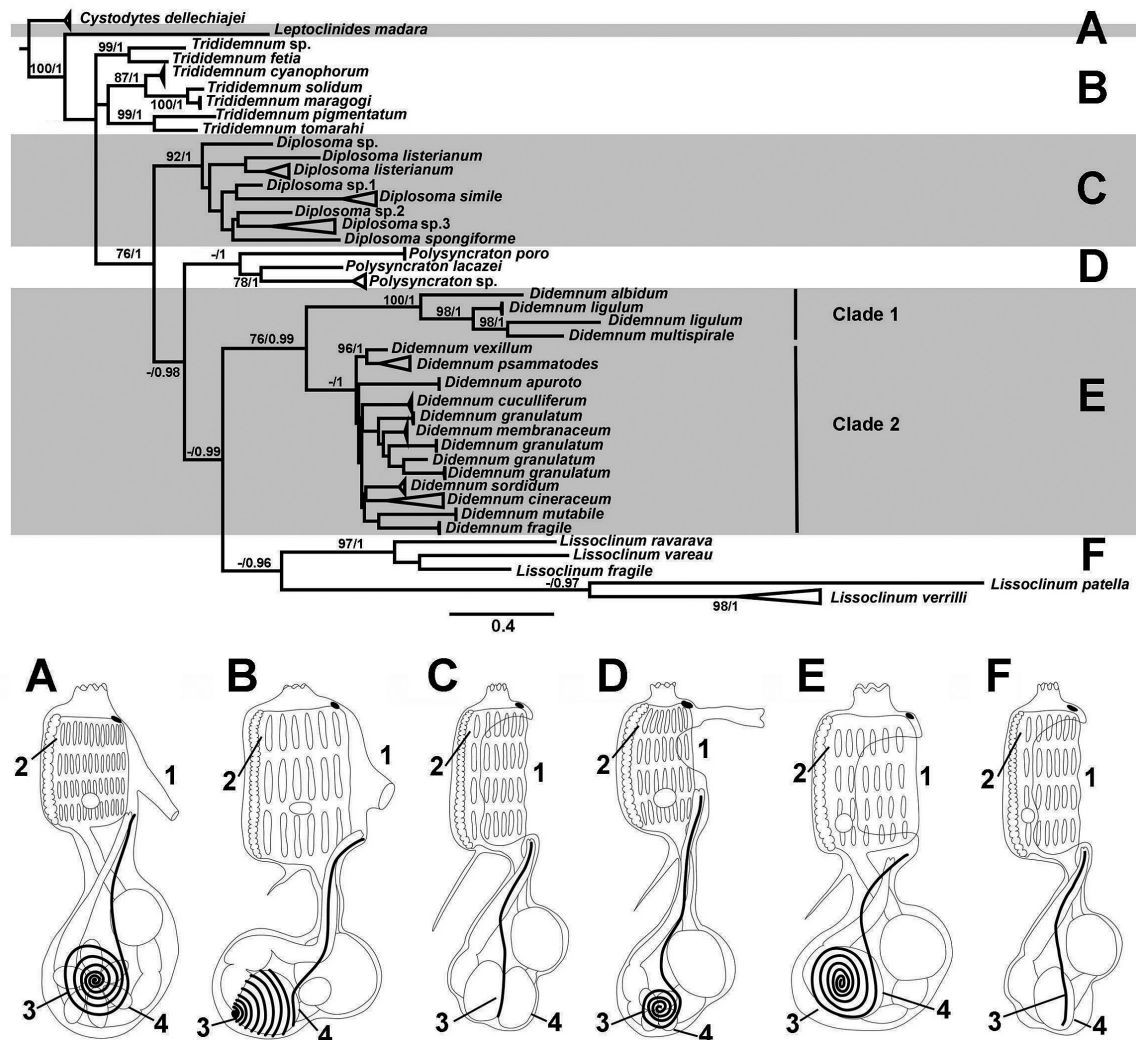 Cystodytes dellechiajei
Leptoclinides madara
A
Trididemnum sp.
99/1
Trididemnum fetia
Trididemnum cyanophorum
100/1
87/1
Trididemnum solidum
B
100/1
Trididemnum maragogi
99/1
Trididemnum pigmentatum
Trididemnum tomarahi
Diplosoma sp.
92/1
Diplosoma listerianum
Diplosoma listerianum
Diplosoma sp.1
C
Diplosoma simile
Diplosoma sp.2
Diplosoma sp.3
Diplosoma spongiforme
76/1
-/1
Polysyncraton poro
Polysyncraton lacazei
D
78/1
Polysyncraton sp.
100/1
Didemnum albidum
98/1
Didemnum ligulum
Clade 1
98/1
Didemnum ligulum
Didemnum multispirale
76/0.99
96/1
Didemnum vexillum
-/0.98
Didemnum psammatodes
-/1
Didemnum apuroto
E
Didemnum cuculliferum
Didemnum granulatum
Clade 2
Didemnum membranaceum
Didemnum granulatum
-/0.99
Didemnum granulatum
Didemnum granulatum
Didemnum sordidum
Didemnum cineraceum
Didemnum mutabile
Didemnum fragile
97/1
Lissoclinum ravarava
F
Lissoclinum vareau
-/0.96
Lissoclinum fragile
-/0.97
Lissoclinum patella
98/1
Lissoclinum verrilli
0.4
A B C D E F
2 1 2 1 2 1 2 1 2 1 2 1
3 4 3 4 3 4 3 4 3 4 3 4